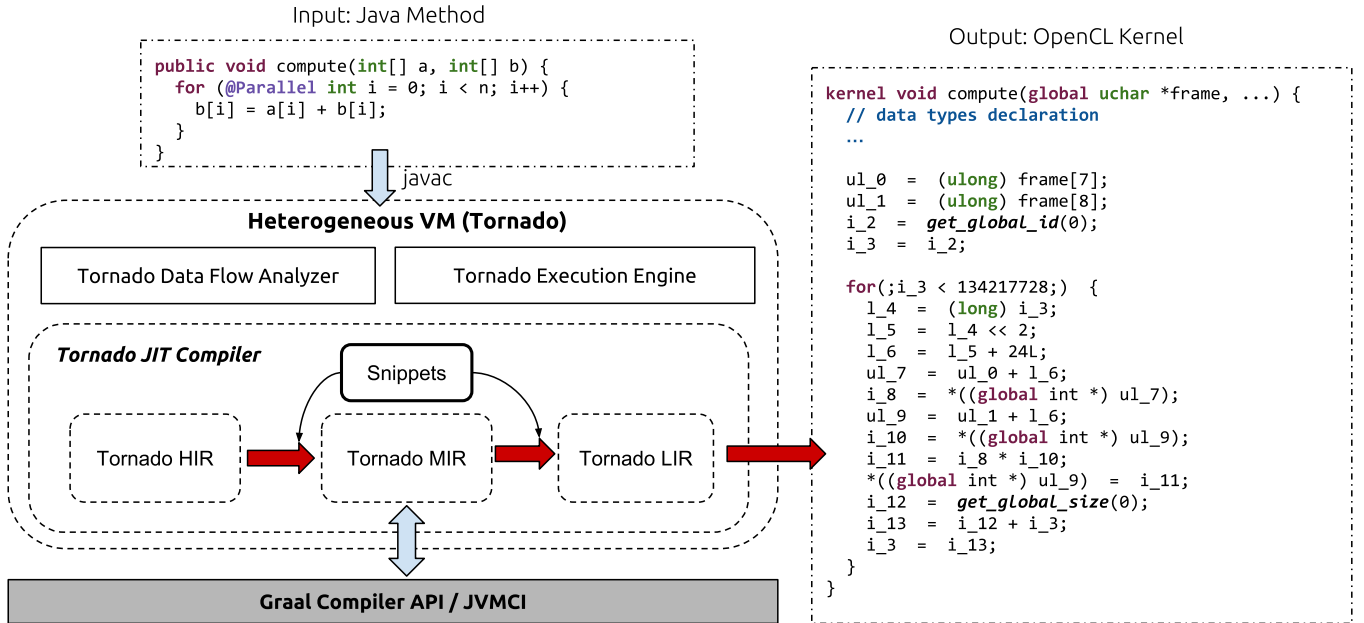 Input: Java Method
public void compute(int[] a, int[] b) {
for (@Parallel int i = 0; i < n; i++) {
b[i] = a[i] + b[i];
}
}
javac
Heterogeneous VM (Tornado)
Tornado Data Flow Analyzer
Tornado Execution Engine
Tornado JIT Compiler
Snippets
Tornado HIR
Tornado MIR
Tornado LIR
Graal Compiler API / JVMCI
Output: OpenCL Kernel
kernel void compute(global uchar *frame, ...) {
// data types declaration
…
ul_0 = (ulong) frame[7];
ul_1 = (ulong) frame[8];
i_2 = get_global_id(0);
i_3 = i_2;
for(;i_3 < 134217728;) {
l_4 = (long) i_3;
l_5 = l_4 << 2;
l_6 = l_5 + 24L;
ul_7 = ul_0 + l_6;
i_8 = *((global int *) ul_7);
ul_9 = ul_1 + l_6;
i_10 = *((global int *) ul_9);
i_11 = i_8 * i_10;
*((global int *) ul_9) = i_11;
i_12 = get_global_size(0);
i_13 = i_12 + i_3;
i_3 = i_13;
}
}